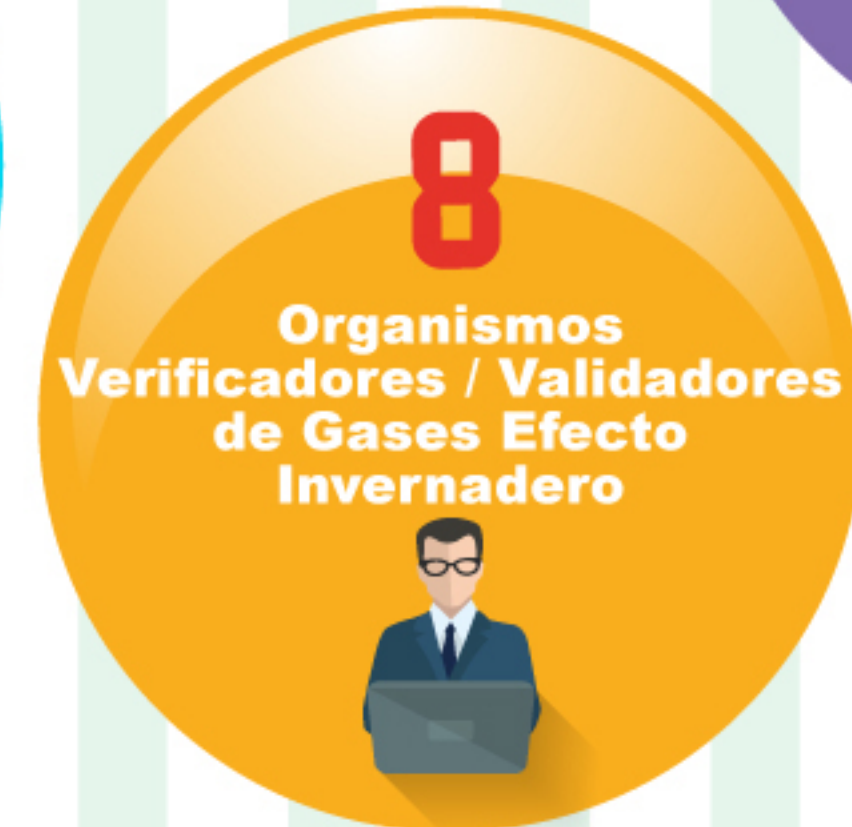 8
Organismos
Verificadores / Validadores
de Gases Efecto
Invernadero